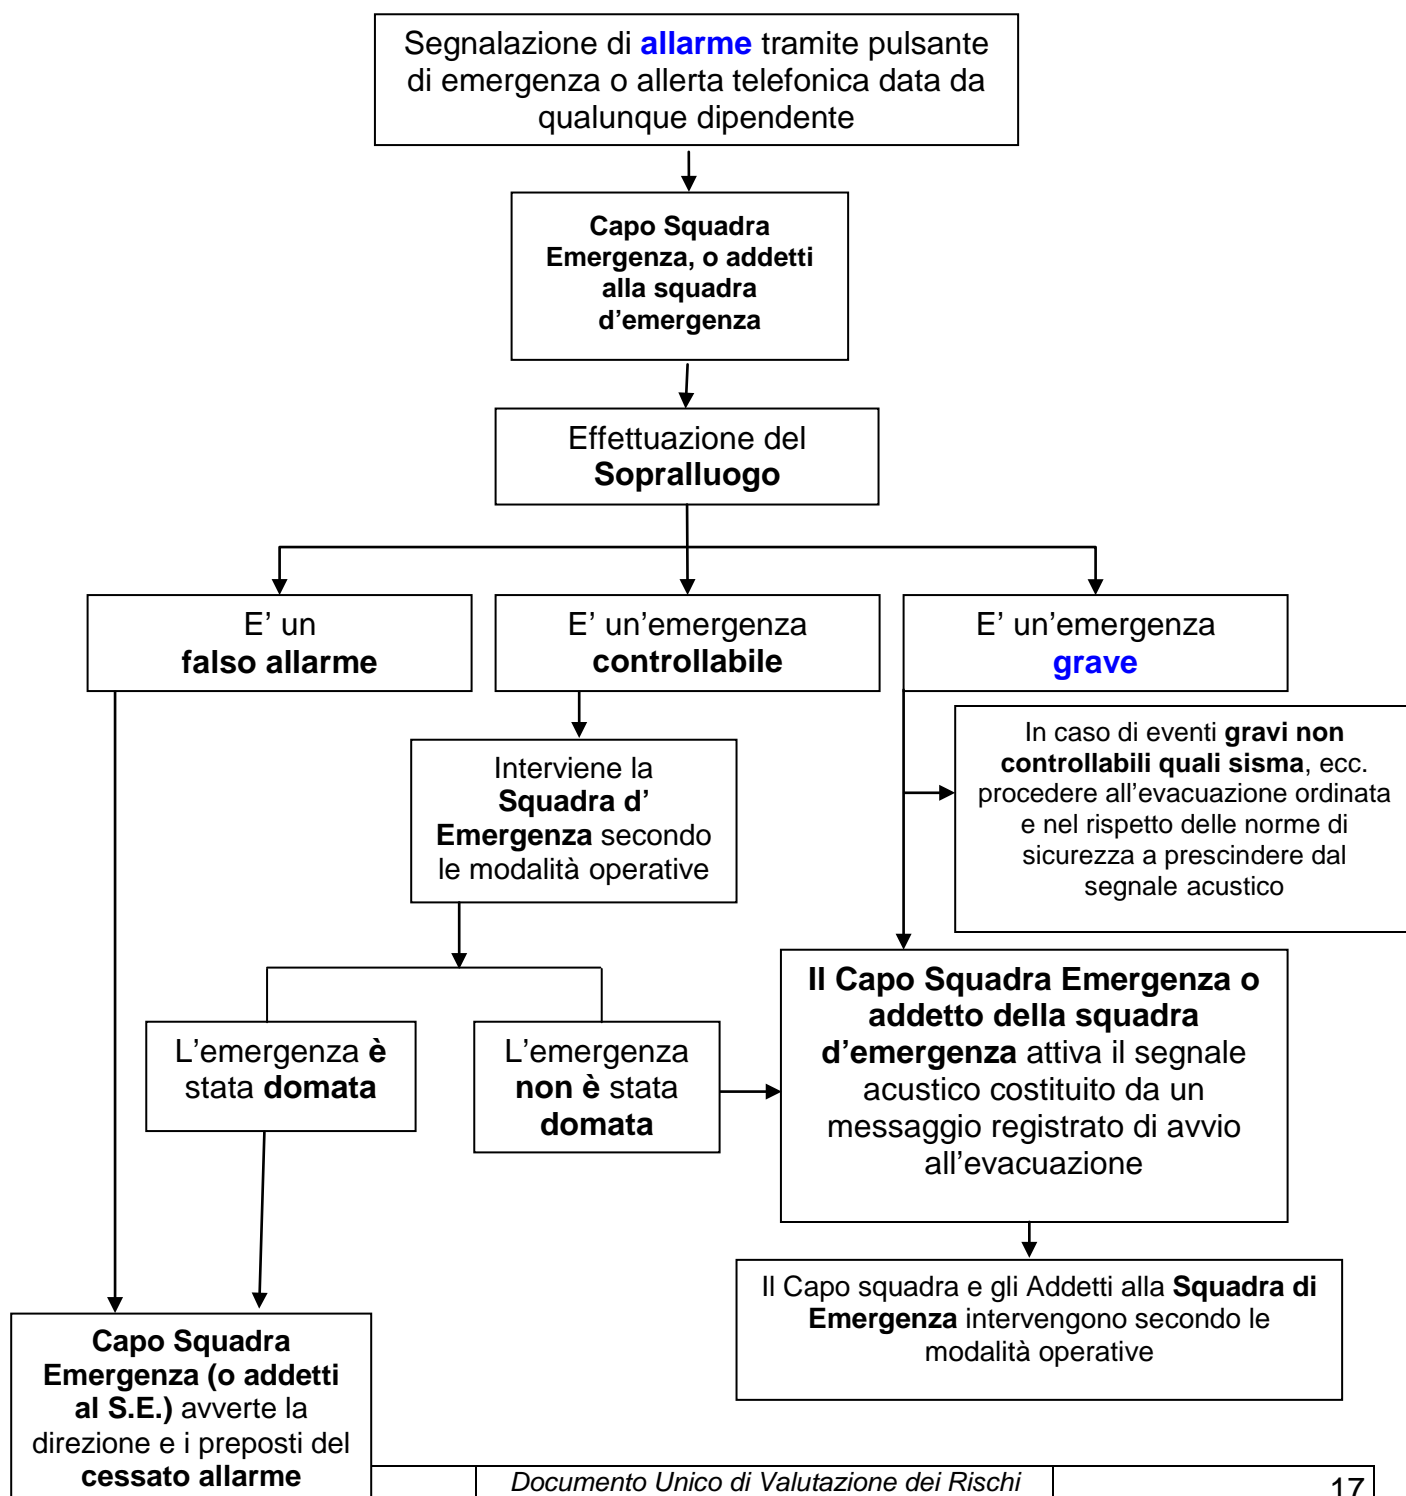 Segnalazione di allarme tramite pulsante
di emergenza o allerta telefonica data da
qualunque dipendente
Capo Squadra
Emergenza, o addetti
alla squadra
d’emergenza
Effettuazione del
Sopralluogo
E’ un
falso allarme
E’ un’emergenza
controllabile
E’ un’emergenza
grave
In caso di eventi gravi non
controllabili quali sisma, ecc.
procedere all’evacuazione ordinata
e nel rispetto delle norme di
sicurezza a prescindere dal
segnale acustico
Interviene la
Squadra d’
Emergenza secondo
le modalità operative
L’emergenza è
stata domata
L’emergenza
non è stata
domata
Il Capo Squadra Emergenza o
addetto della squadra
d’emergenza attiva il segnale
acustico costituito da un
messaggio registrato di avvio
all’evacuazione
Il Capo squadra e gli Addetti alla Squadra di
Emergenza intervengono secondo le
modalità operative
Capo Squadra
Emergenza (o addetti
al S.E.) avverte la
direzione e i preposti del
cessato allarme
Documento Unico di Valutazione dei Rischi
17